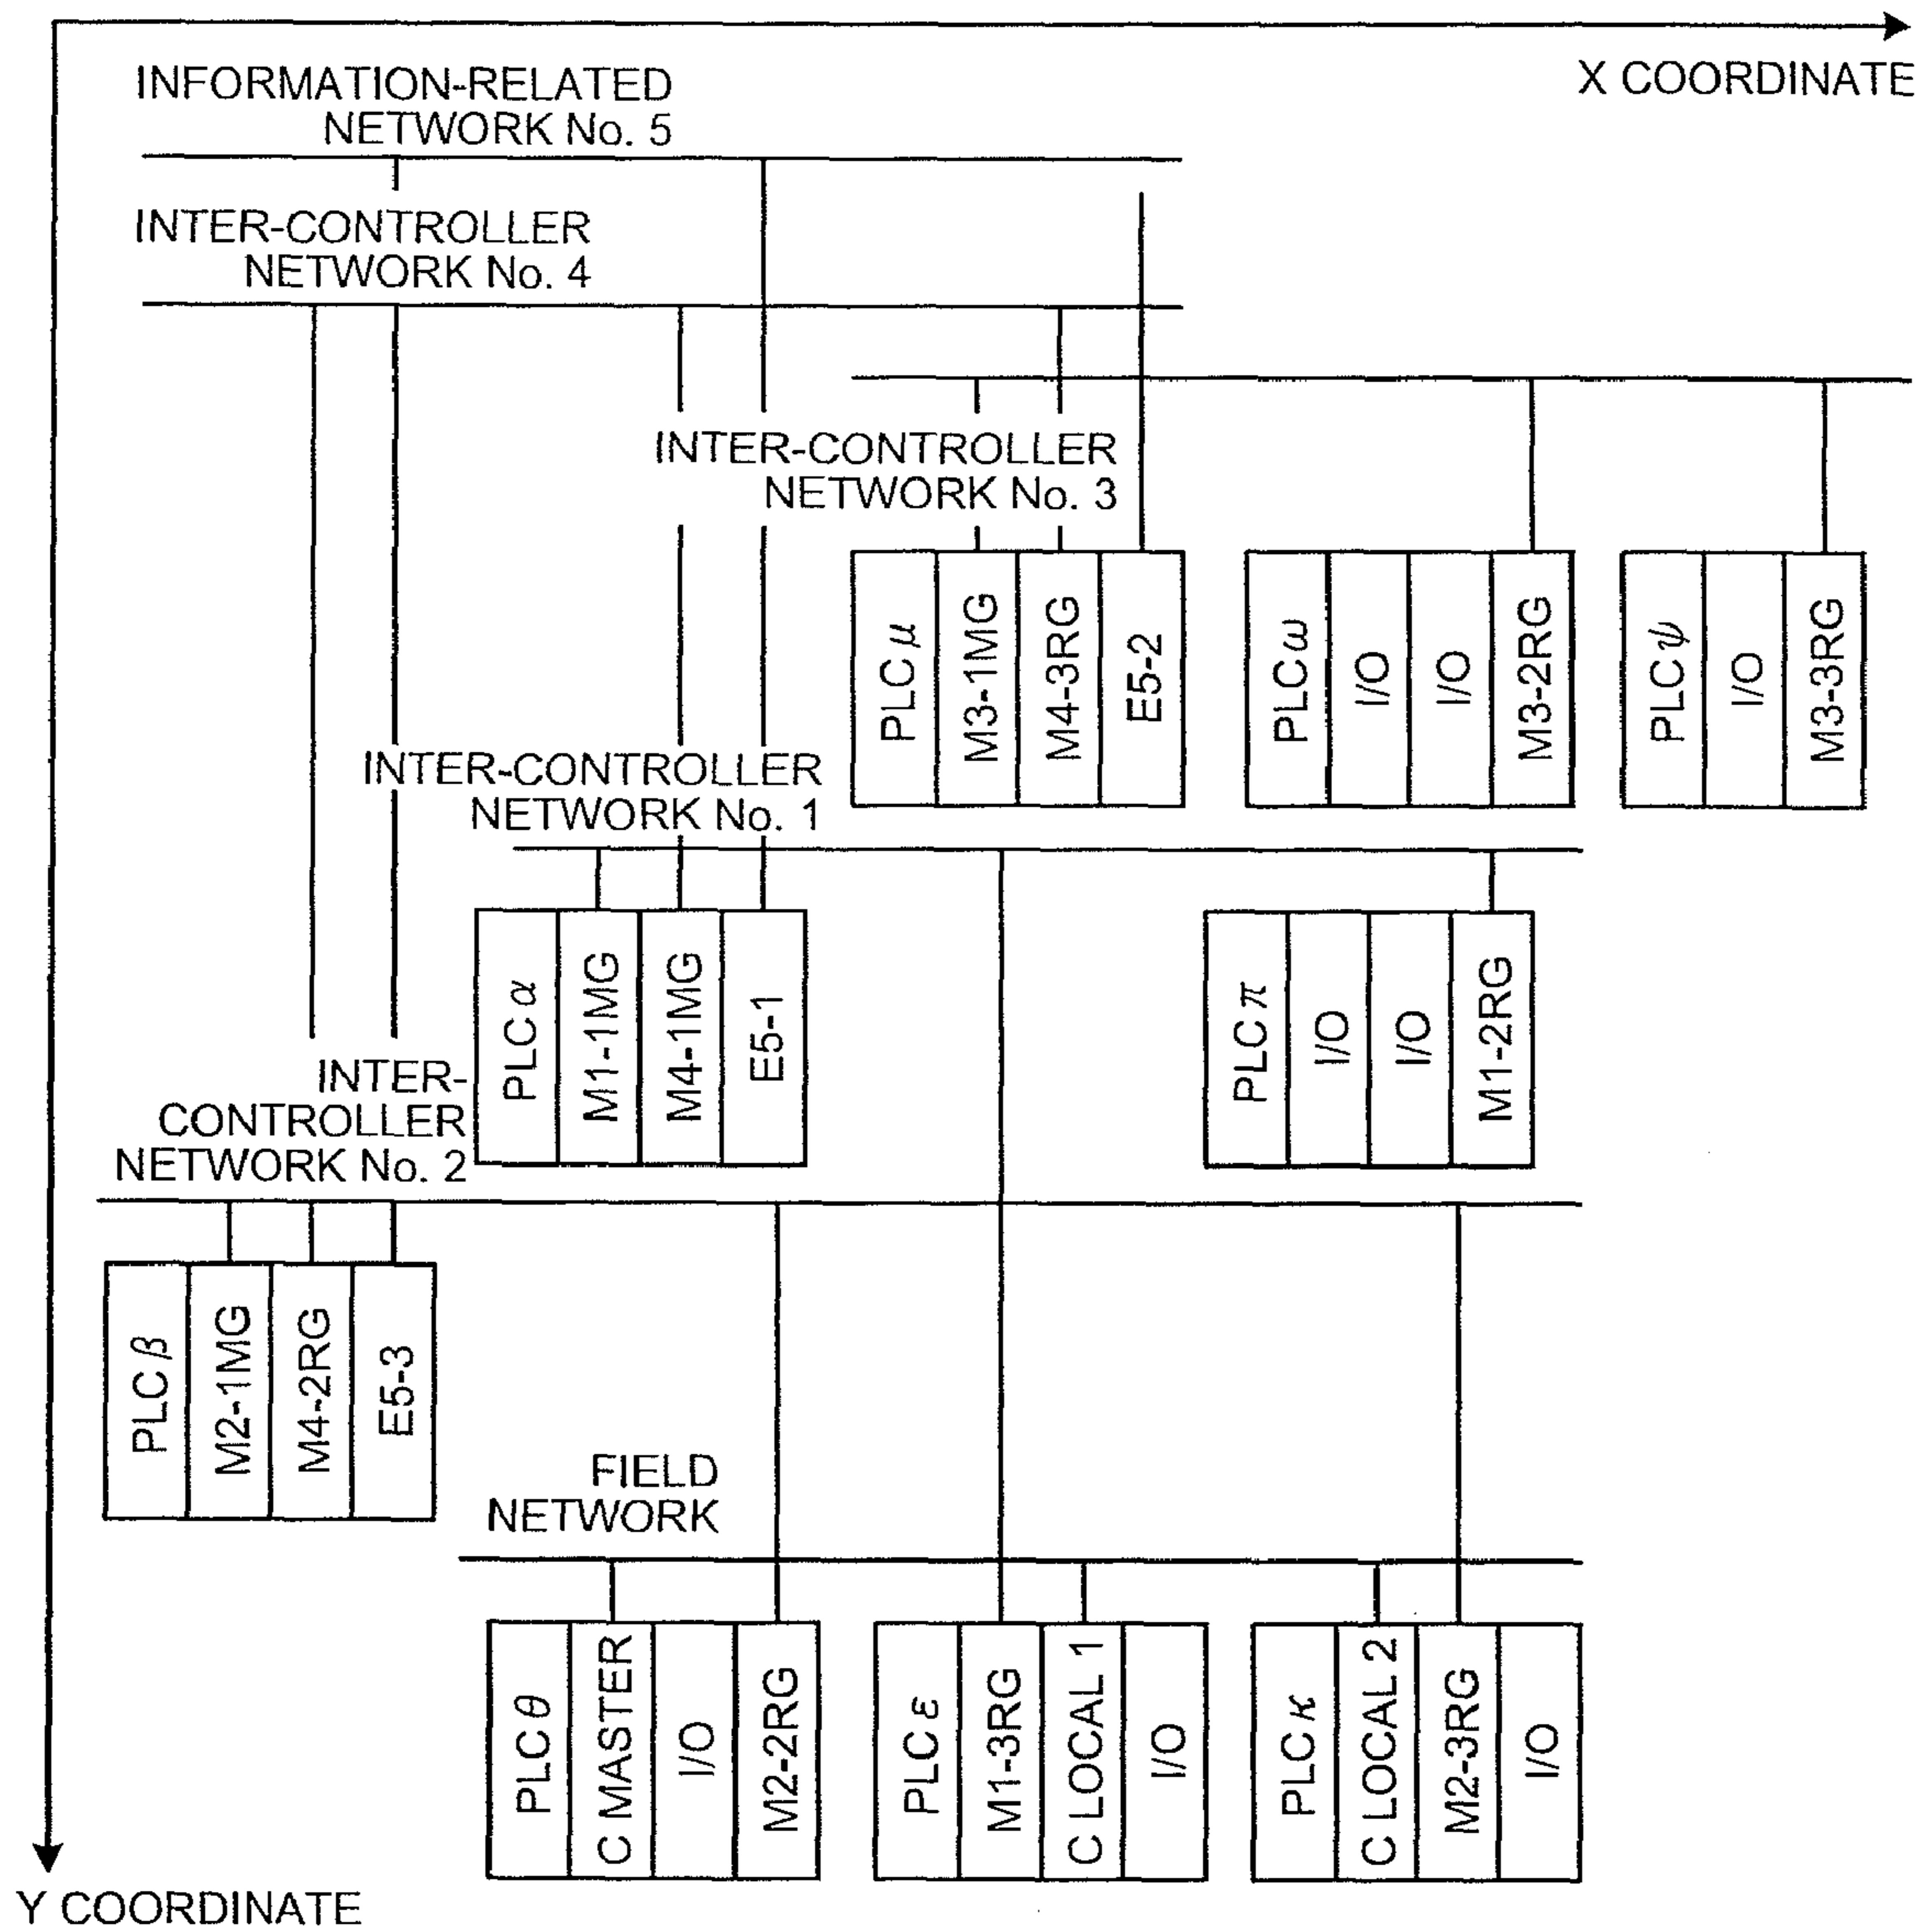 X COORDINATE
INFORMATION-RELATED
NETWORK No. 5
INTER-CONTROLLER
NETWORK No. 4
INTER-CONTROLLER
NETWORK No. 3
PLC μ
M3-1MG
M4-3RG
E5-2
PLC ω
I/O
I/O
M3-2RG
PLC ψ
I/O
M3-3RG
INTER-CONTROLLER
NETWORK No. 1
PLC α
M1-1MG
M4-1MG
E5-1
PLC π
I/O
I/O
M1-2RG
INTER-
CONTROLLER
NETWORK No. 2
PLC β
M2-1MG
M4-2RG
E5-3
FIELD
NETWORK
PLC θ
C MASTER
I/O
M2-2RG
PLC ε
M1-3RG
C LOCAL 1
I/O
PLC κ
C LOCAL 2
M2-3RG
I/O
Y COORDINATE